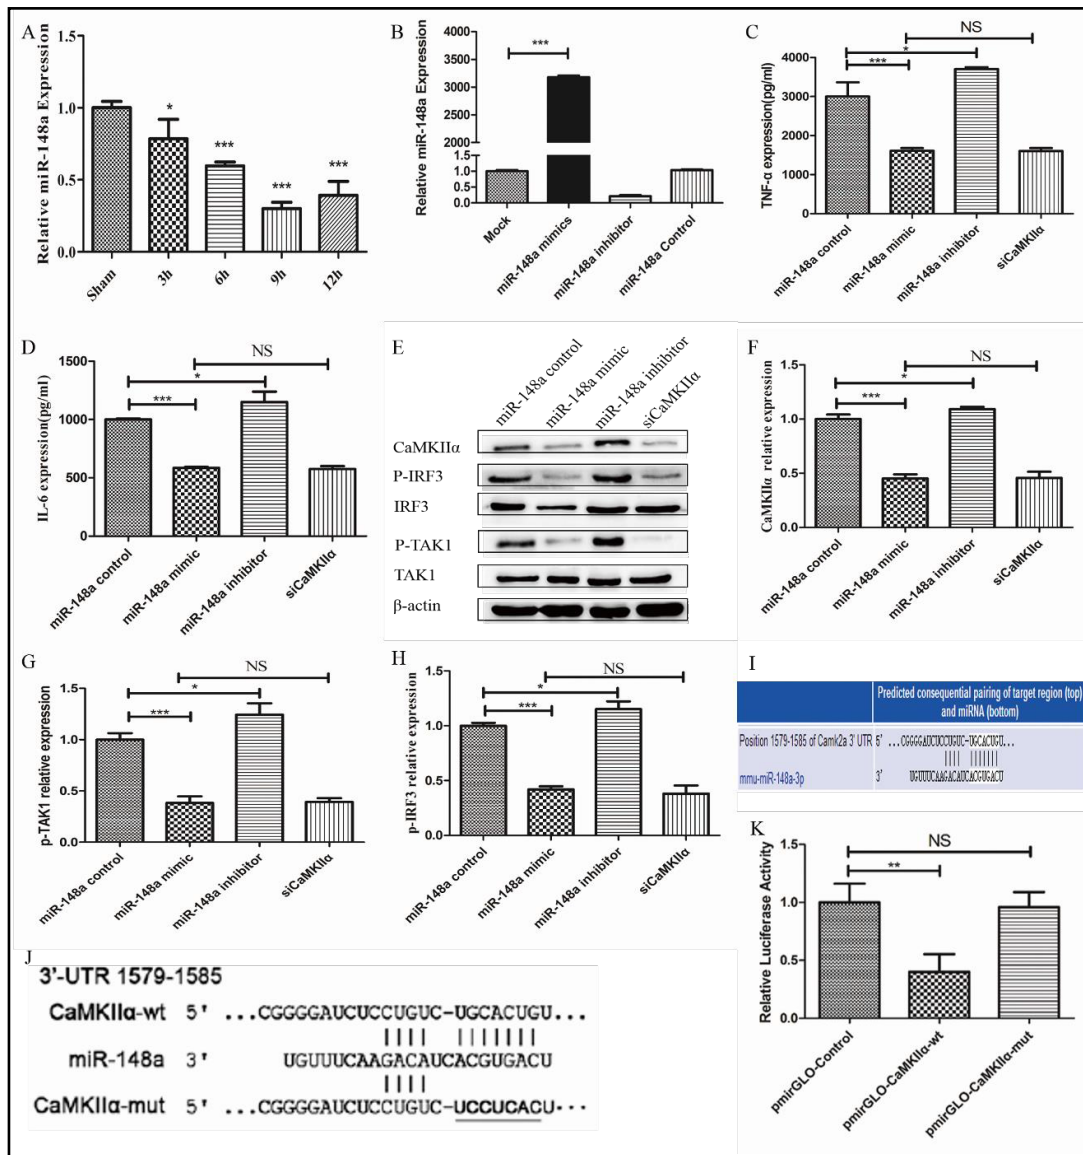 A
Relative miR-148a Expression
1.5
1.0
0.5
0.0
*
***
***
***
Sham
3h
6h
9h
12h
B
Relative miR-148a Expression
4000
3500
3000
2500
2000
1.5
1.0
0.5
0.0
***
Mock
miR-148a mimics
miR-148a inhibitor
miR-148a Control
C
TNF-α expression(pg/ml)
4000
3000
2000
1000
0
NS
*
***
miR-148a control
miR-148a mimic
miR-148a inhibitor
siCaMKIIα
D
IL-6 expression(pg/ml)
1500
1000
500
0
NS
*
***
miR-148a control
miR-148a mimic
miR-148a inhibitor
siCaMKIIα
E
miR-148a control
miR-148a mimic
miR-148a inhibitor
siCaMKIIα
CaMKIIα
P-IRF3
IRF3
P-TAK1
TAK1
β-actin
F
CaMKIIα relative expression
1.5
1.0
0.5
0.0
NS
*
***
miR-148a control
miR-148a mimic
miR-148a inhibitor
siCaMKIIα
G
p-TAK1 relative expression
1.5
1.0
0.5
0.0
NS
*
***
miR-148a control
miR-148a mimic
miR-148a inhibitor
siCaMKIIα
H
p-IRF3 relative expression
1.5
1.0
0.5
0.0
NS
*
***
miR-148a control
miR-148a mimic
miR-148a inhibitor
siCaMKIIα
I
Predicted consequential pairing of target region (top)
and miRNA (bottom)
Position 1579-1585 of Camk2a 3' UTR 5' ...CGGGGAUCUCCUGUC-UGCACUGU...
mmu-miR-148a-3p 3' UGUUUCAAGACAUCACGUGACU
J
3'-UTR 1579-1585
CaMKIIα-wt 5' ...CGGGGAUCUCCUGUC-UGCACUGU...
miR-148a 3' UGUUUCAAGACAUCACGUGACU
CaMKIIα-mut 5' ...CGGGGAUCUCCUGUC-UCCUCACU...
K
Relative Luciferase Activity
1.5
1.0
0.5
0.0
NS
**
pmirGLO-Control
pmirGLO-CaMKIIα-wt
pmirGLO-CaMKIIα-mut